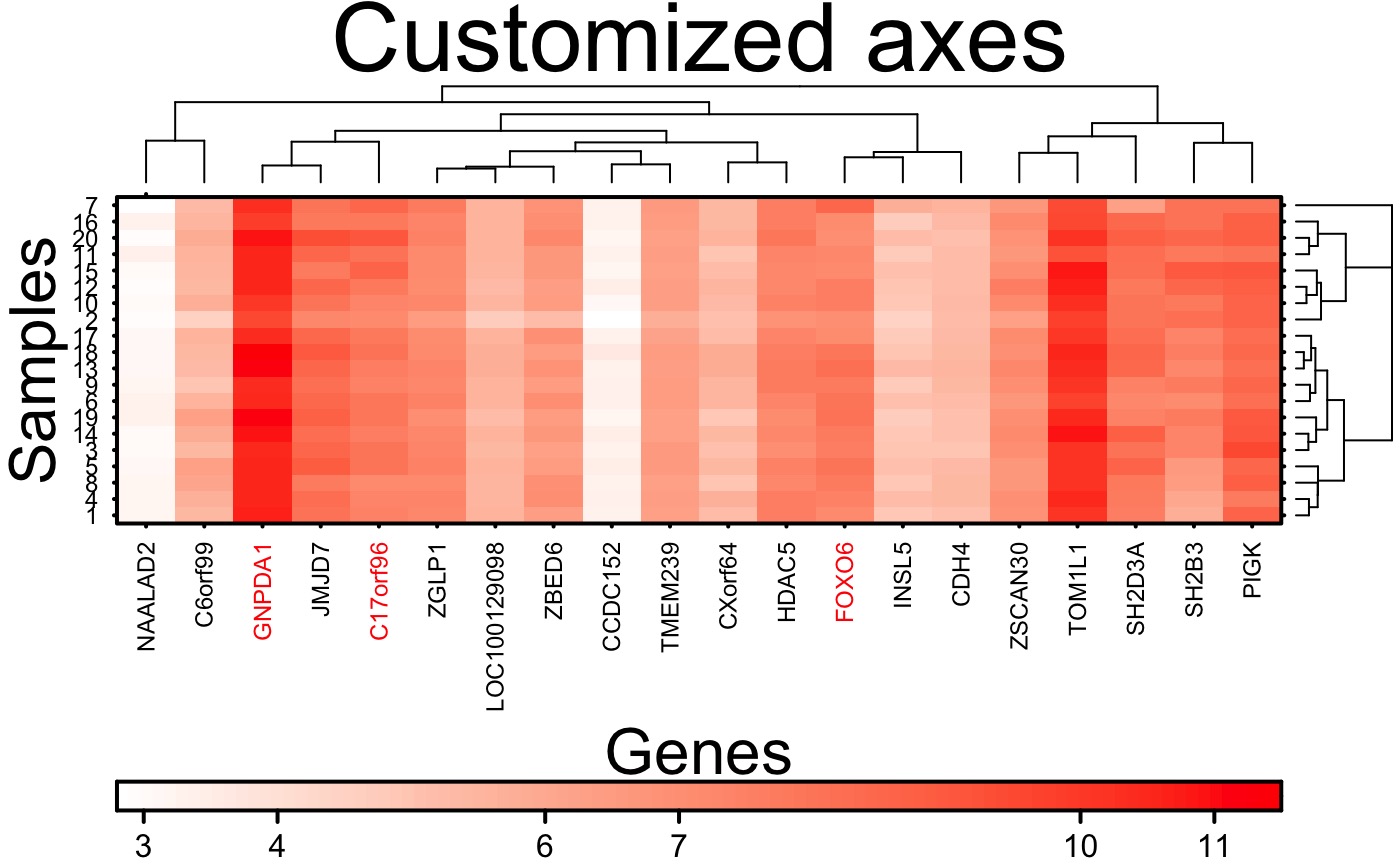 Customized axes
Samples
7
16
20
11
15
12
10
2
17
18
13
9
6
19
14
3
5
8
4
1
NAALAD2
C6orf99
GNPDA1
JMJD7
C17orf96
ZGLP1
LOC100129098
ZBED6
CCDC152
TMEM239
CXorf64
HDAC5
FOXO6
INSL5
CDH4
ZSCAN30
TOM1L1
SH2D3A
SH2B3
PIGK
Genes
3 4 6 7 10 11